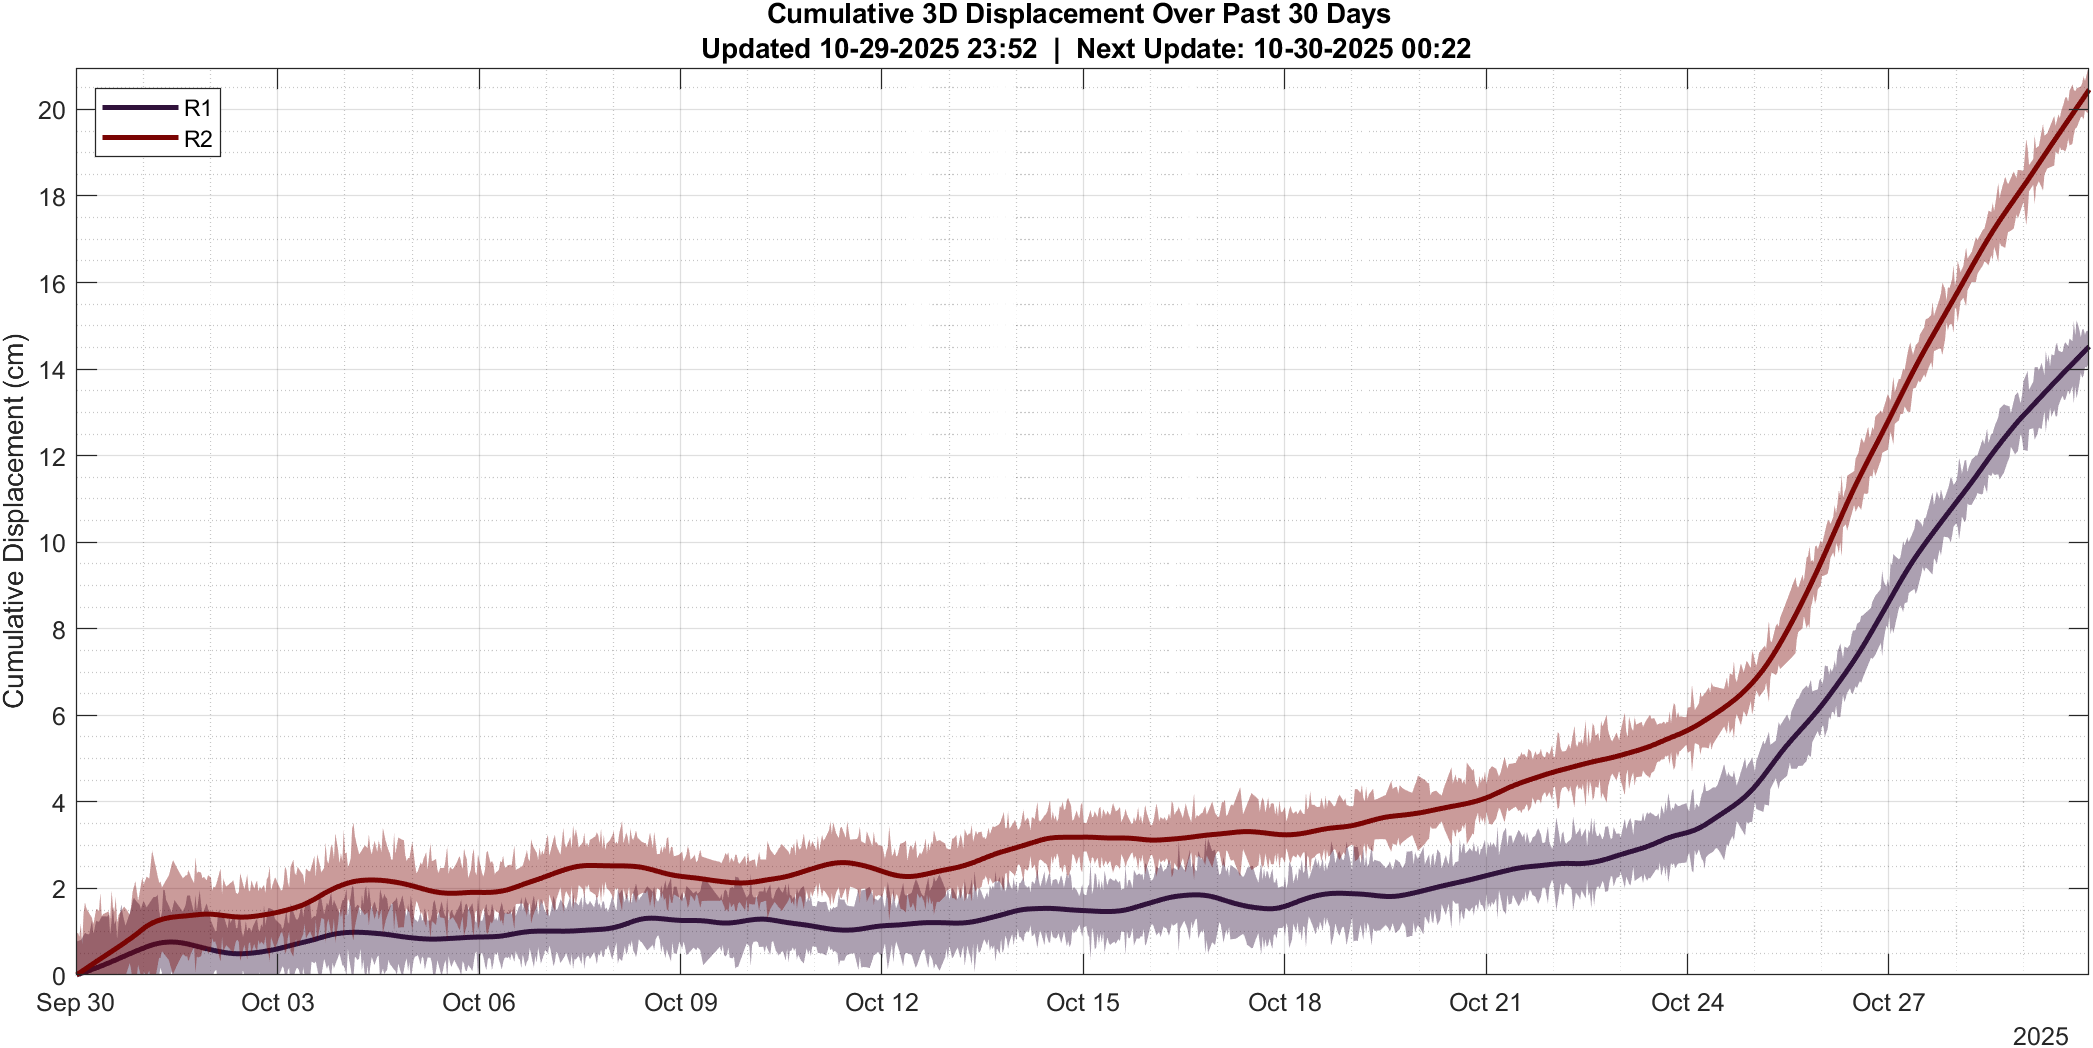 Cumulative 3D Displacement Over Past 30 Days
Updated 10-29-2025 23:52 | Next Update: 10-30-2025 00:22
R1
R2
Cumulative Displacement (cm)
20
18
16
14
12
10
8
6
4
2
0
Sep 30 Oct 03 Oct 06 Oct 09 Oct 12 Oct 15 Oct 18 Oct 21 Oct 24 Oct 27
2025